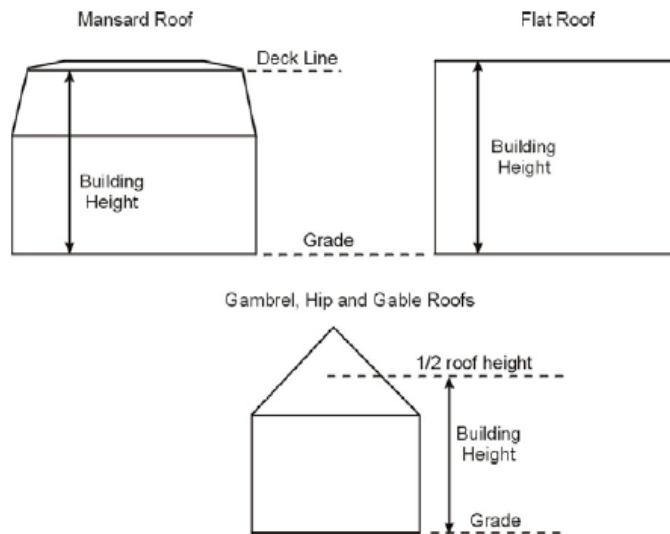 Mansard Roof
Flat Roof
Deck Line
Building
Height
Building
Height
Grade
Gambrel, Hip and Gable Roofs
1/2 roof height
Building
Height
Grade